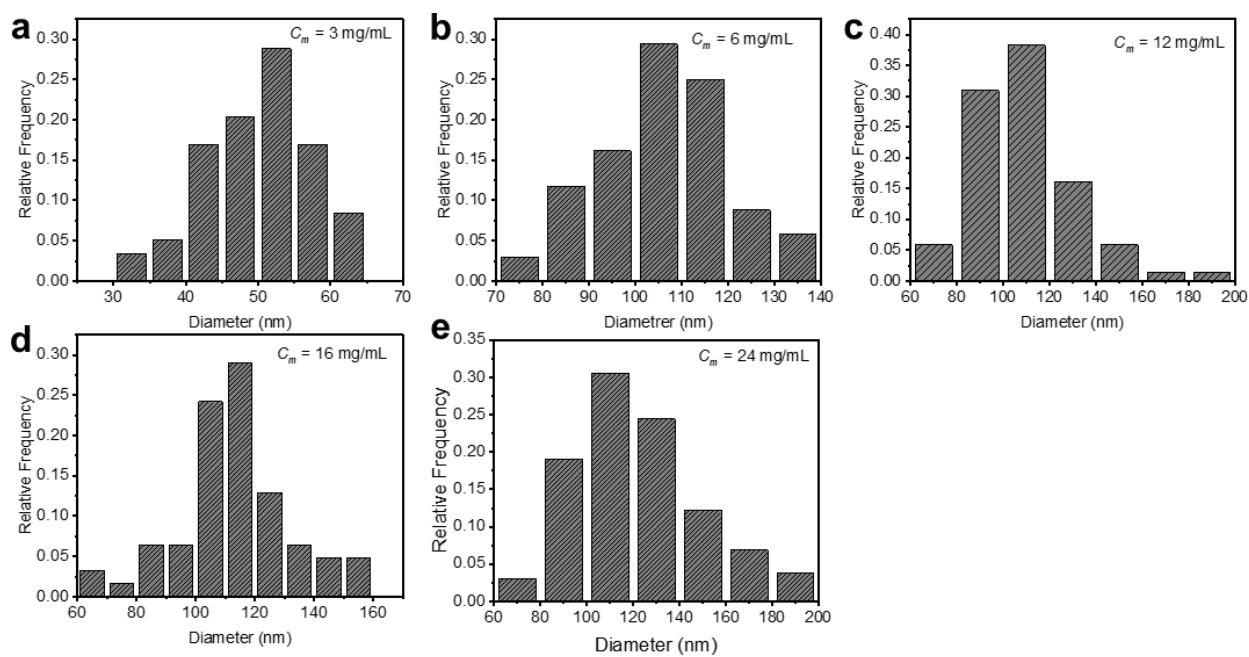 a
C_m = 3 mg/mL
Relative Frequency
0.30
0.25
0.20
0.15
0.10
0.05
0.00
30 40 50 60 70
Diameter (nm)
b
C_m = 6 mg/mL
Relative Frequency
0.30
0.25
0.20
0.15
0.10
0.05
0.00
70 80 90 100 110 120 130 140
Diametrer (nm)
c
C_m = 12 mg/mL
Relative Frequency
0.40
0.35
0.30
0.25
0.20
0.15
0.10
0.05
0.00
60 80 100 120 140 160 180 200
Diameter (nm)
d
C_m = 16 mg/mL
Relative Frequency
0.30
0.25
0.20
0.15
0.10
0.05
0.00
60 80 100 120 140 160
Diameter (nm)
e
C_m = 24 mg/mL
Relative Frequency
0.35
0.30
0.25
0.20
0.15
0.10
0.05
0.00
60 80 100 120 140 160 180 200
Diameter (nm)